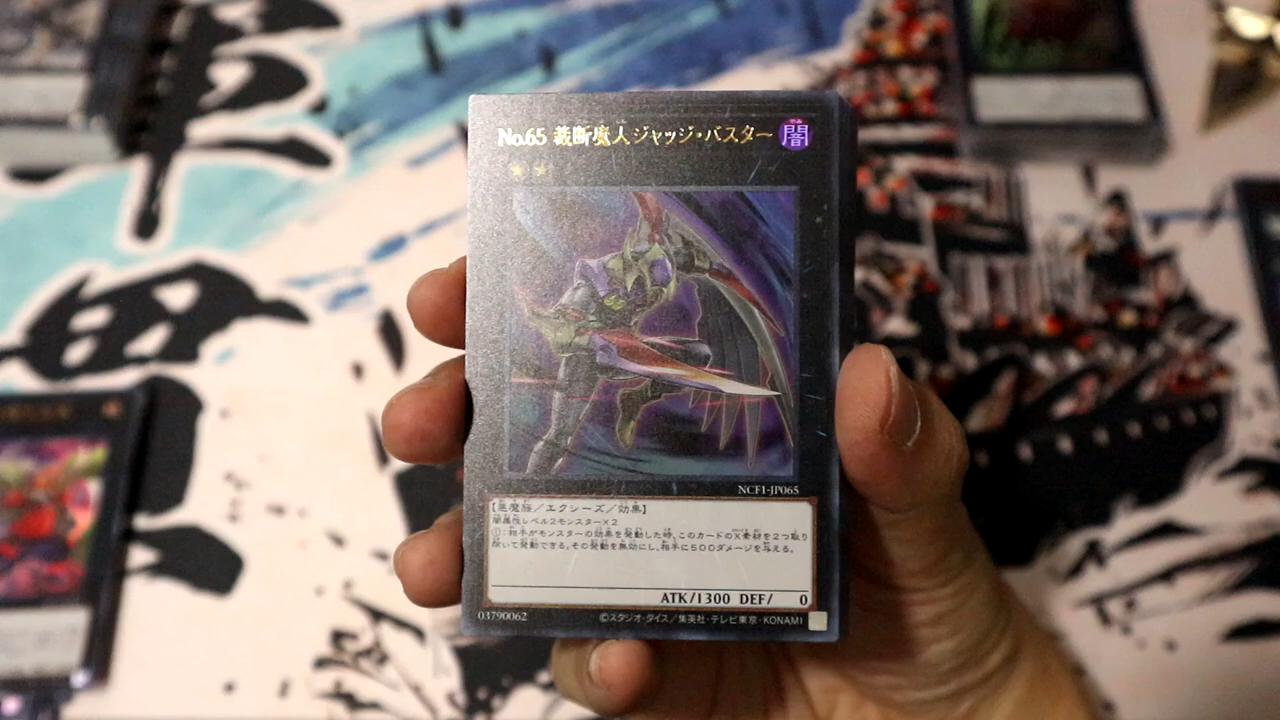 No.65 裁断魔人ジャッジ・バスター 闇
NCF1-JP065
【悪魔族／エクシーズ／効果】
闇属性レベル2モンスター×2
①：相手がモンスターの効果を発動した時、このカードのX素材を2つ取り
除いて発動できる。その発動を無効にし、相手に500ダメージを与える。
ATK/1300 DEF/ 0
03790062
©スタジオ・ダイス／集英社・テレビ東京・KONAMI